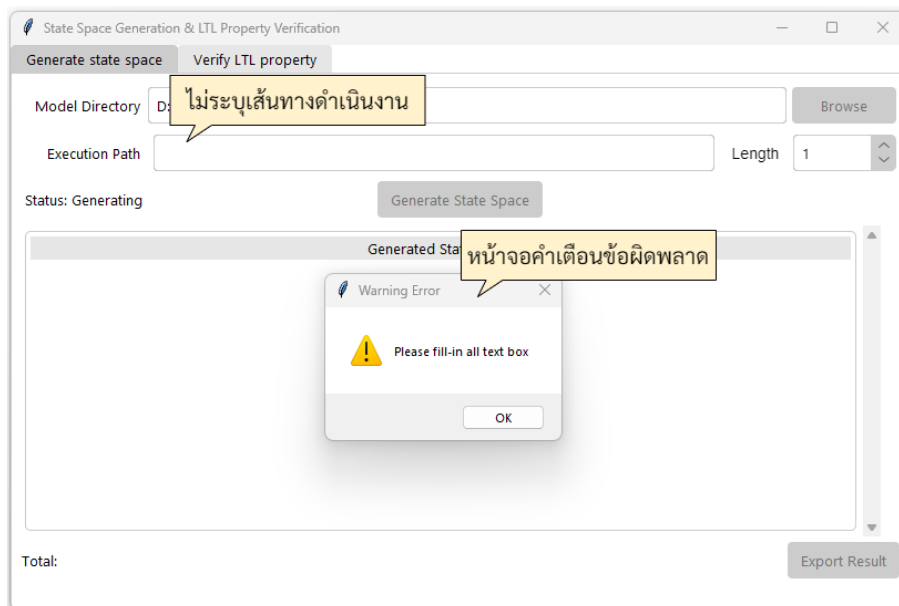 State Space Generation & LTL Property Verification
Generate state space
Verify LTL property
ไม่ระบุเส้นทางดำเนินงาน
Model Directory
D:
Browse
Execution Path
Length
1
Status: Generating
Generate State Space
Generated Sta
หน้าจอคำเตือนข้อผิดพลาด
Warning Error
Please fill-in all text box
OK
Total:
Export Result